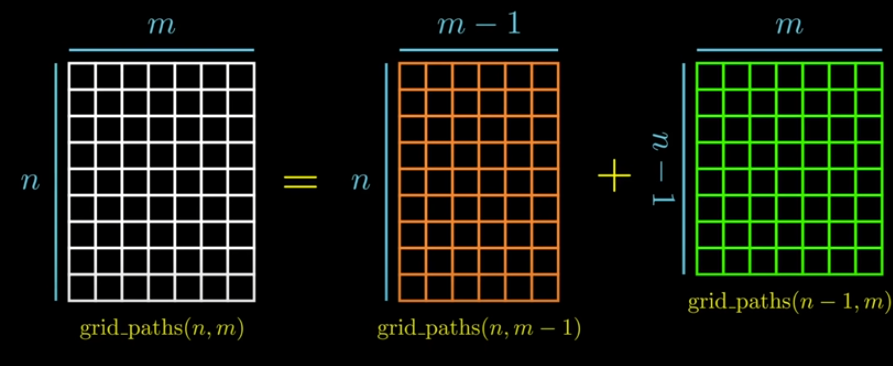 m
n
grid_paths(n, m)
=
m − 1
n
grid_paths(n, m − 1)
+
m
n − 1
grid_paths(n − 1, m)